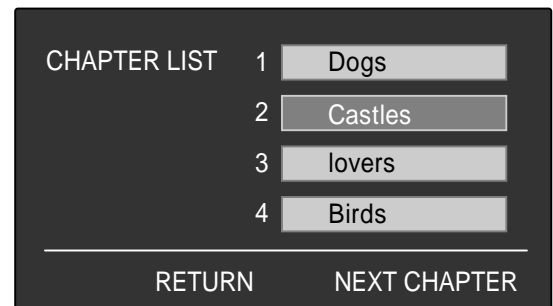 CHAPTER LIST 1 Dogs
2 Castles
3 lovers
4 Birds
RETURN NEXT CHAPTER